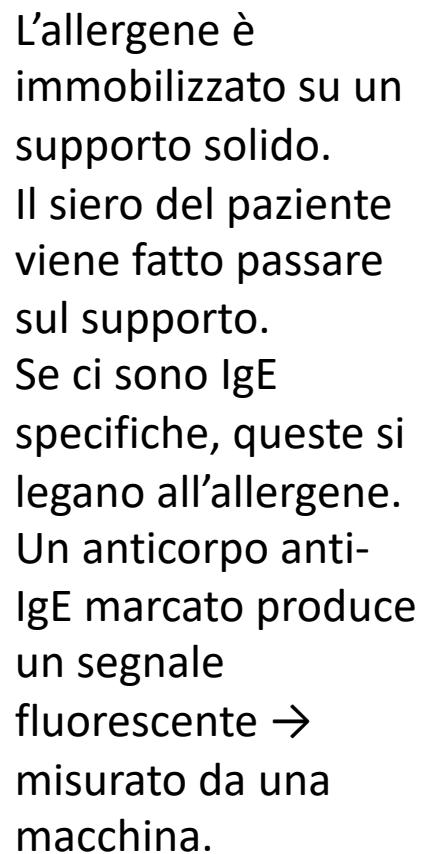 L’allergene è
immobilizzato su un
supporto solido.
Il siero del paziente
viene fatto passare
sul supporto.
Se ci sono IgE
specifiche, queste si
legano all’allergene.
Un anticorpo anti-
IgE marcato produce
un segnale
fluorescente →
misurato da una
macchina.